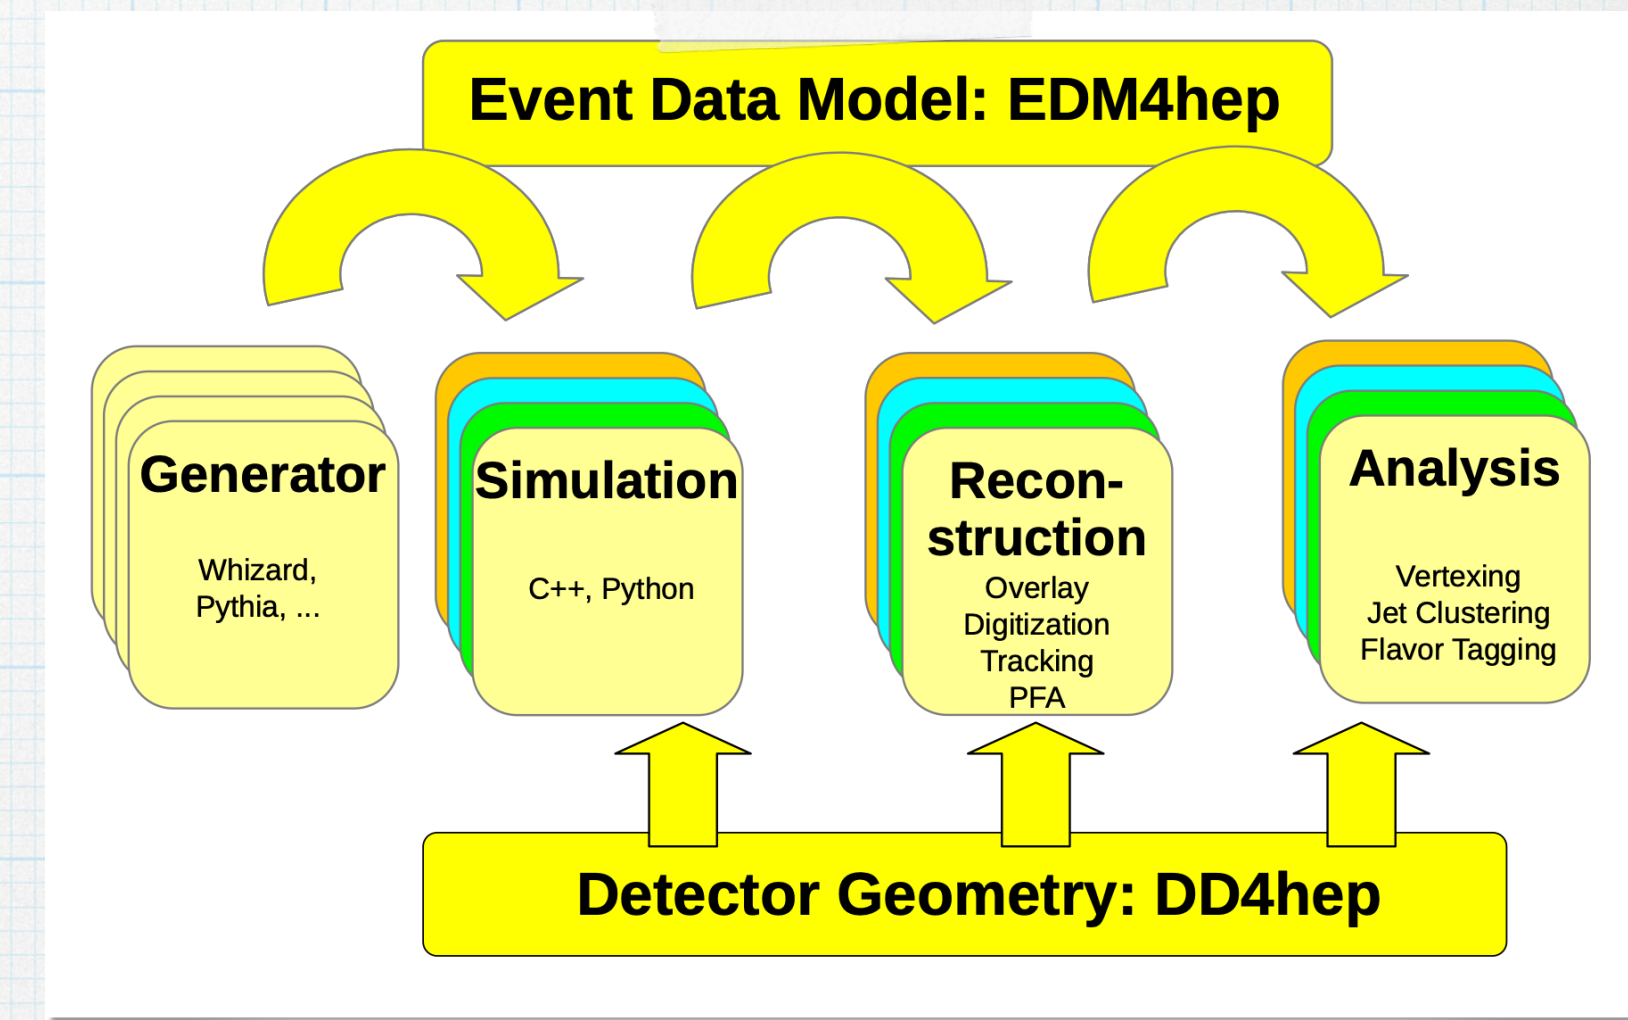 Event Data Model: EDM4hep
Generator
Whizard,
Pythia, ...
Simulation
C++, Python
Recon-
struction
Overlay
Digitization
Tracking
PFA
Analysis
Vertexing
Jet Clustering
Flavor Tagging
Detector Geometry: DD4hep